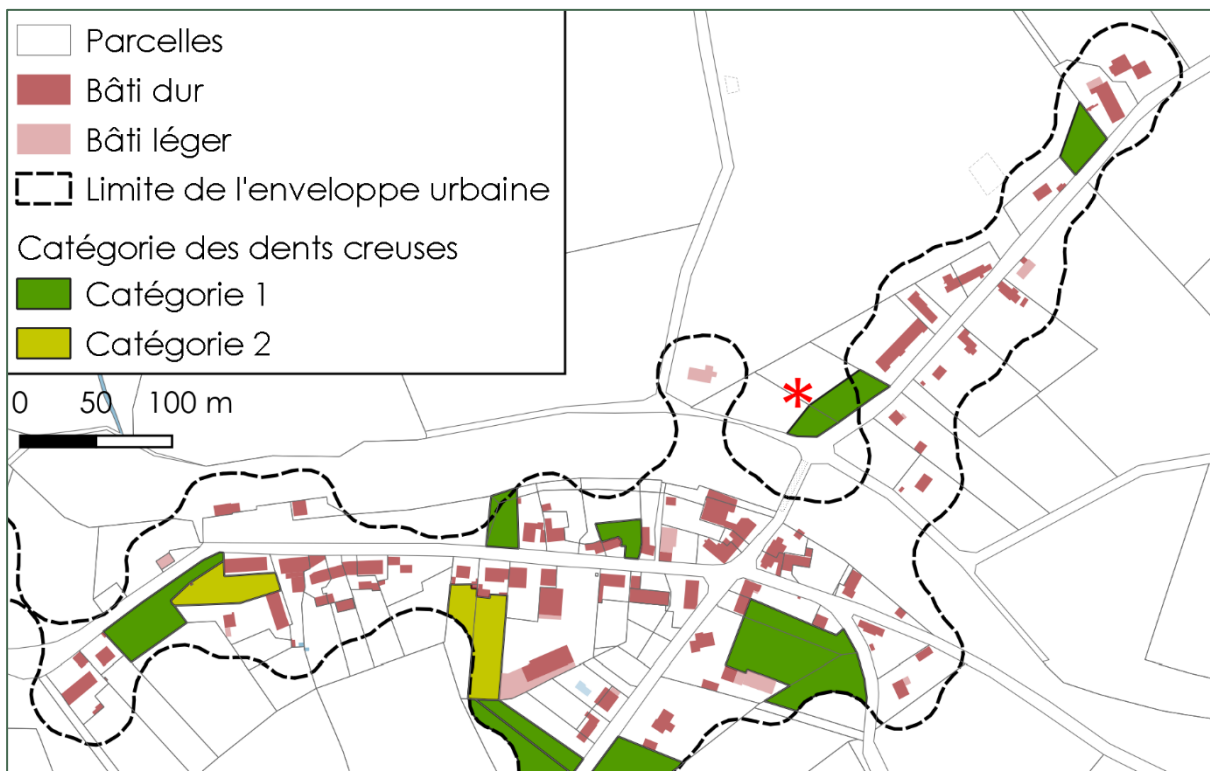 Parcelles
Bâti dur
Bâti léger
Limite de l'enveloppe urbaine
Catégorie des dents creuses
Catégorie 1
Catégorie 2
0 50 100 m
*